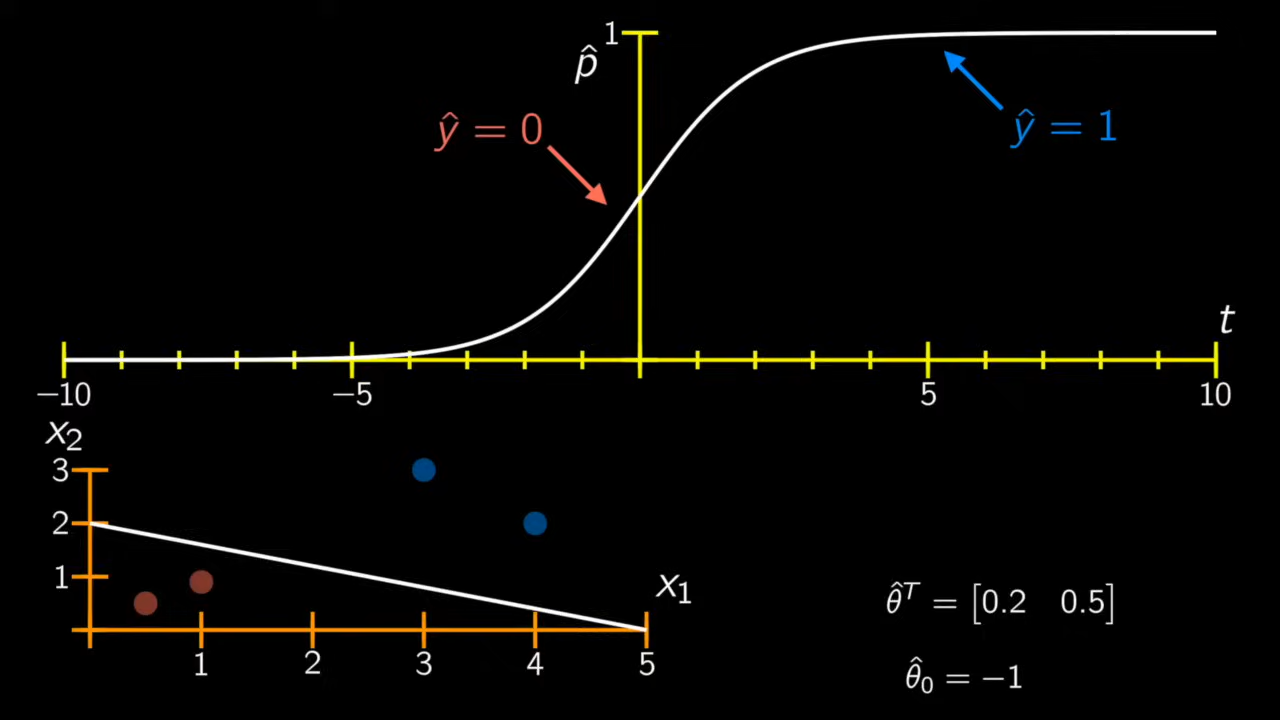 1
p̂
ŷ = 0
ŷ = 1
t
−10 −5 5 10
x₂
3
2
1
x₁
1 2 3 4 5
θ̂ᵀ = [0.2 0.5]
θ̂₀ = −1